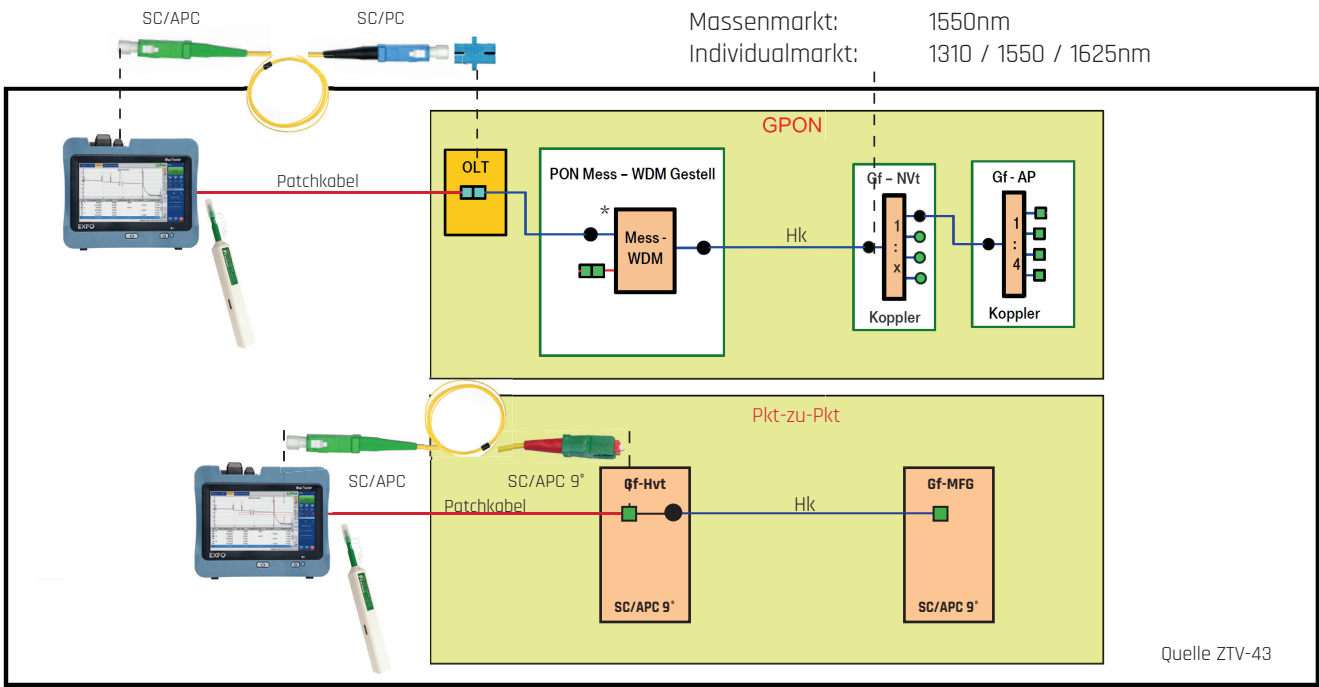 SC/APC
SC/PC
Massenmarkt: 1550nm
Individualmarkt: 1310 / 1550 / 1625nm
GPON
OLT
PON Mess – WDM Gestell
Gf – NVt
Gf - AP
Patchkabel
*
Mess -
WDM
Hk
1
:
x
1
:
4
Koppler
Koppler
EXFO
Pkt-zu-Pkt
SC/APC
SC/APC 9°
Gf-Hvt
Gf-MFG
Patchkabel
Hk
EXFO
SC/APC 9°
SC/APC 9°
Quelle ZTV-43